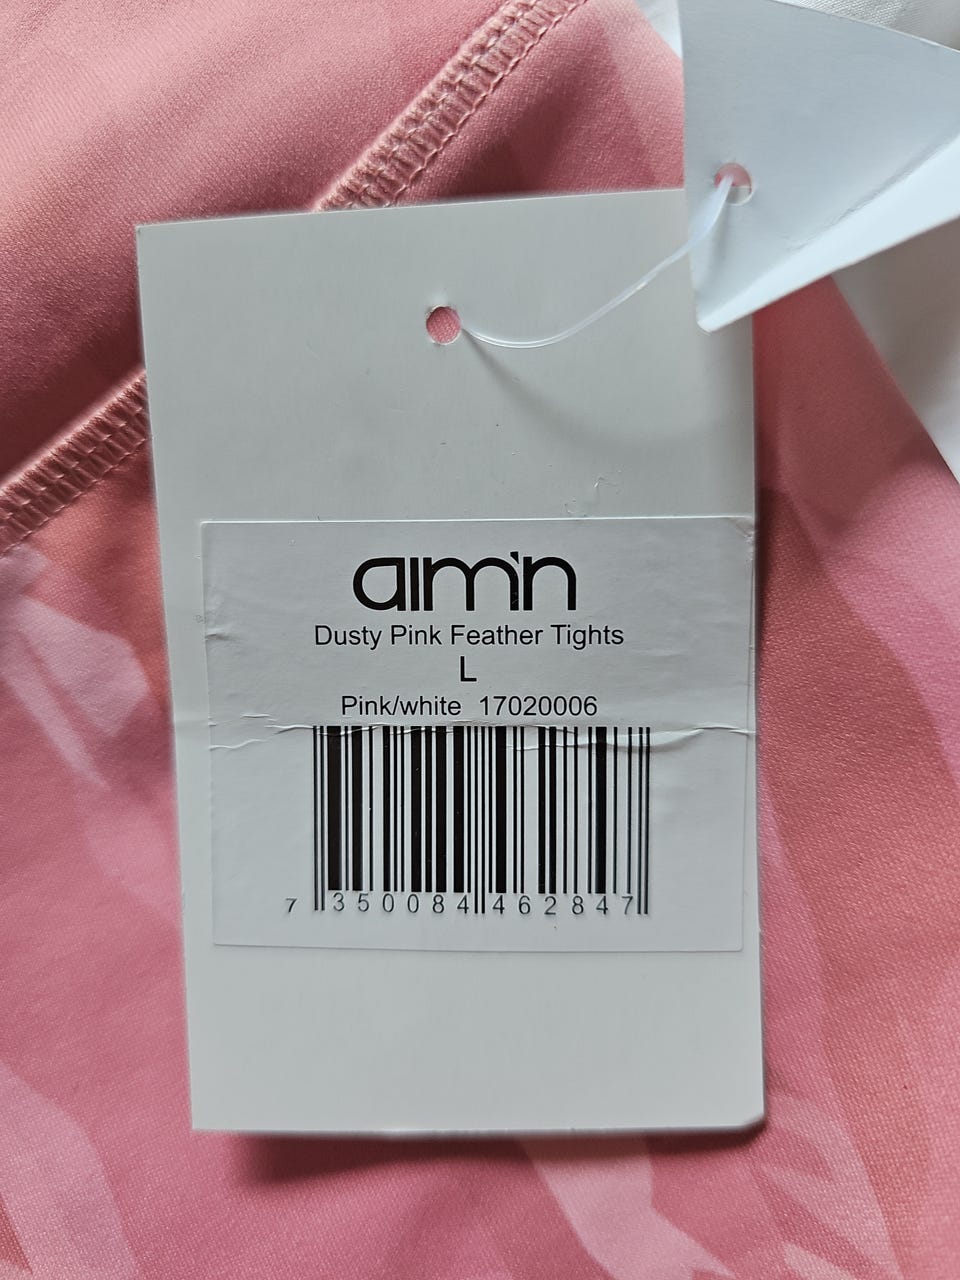 aim'n
Dusty Pink Feather Tights
L
Pink/white 17020006
7 350084 462847